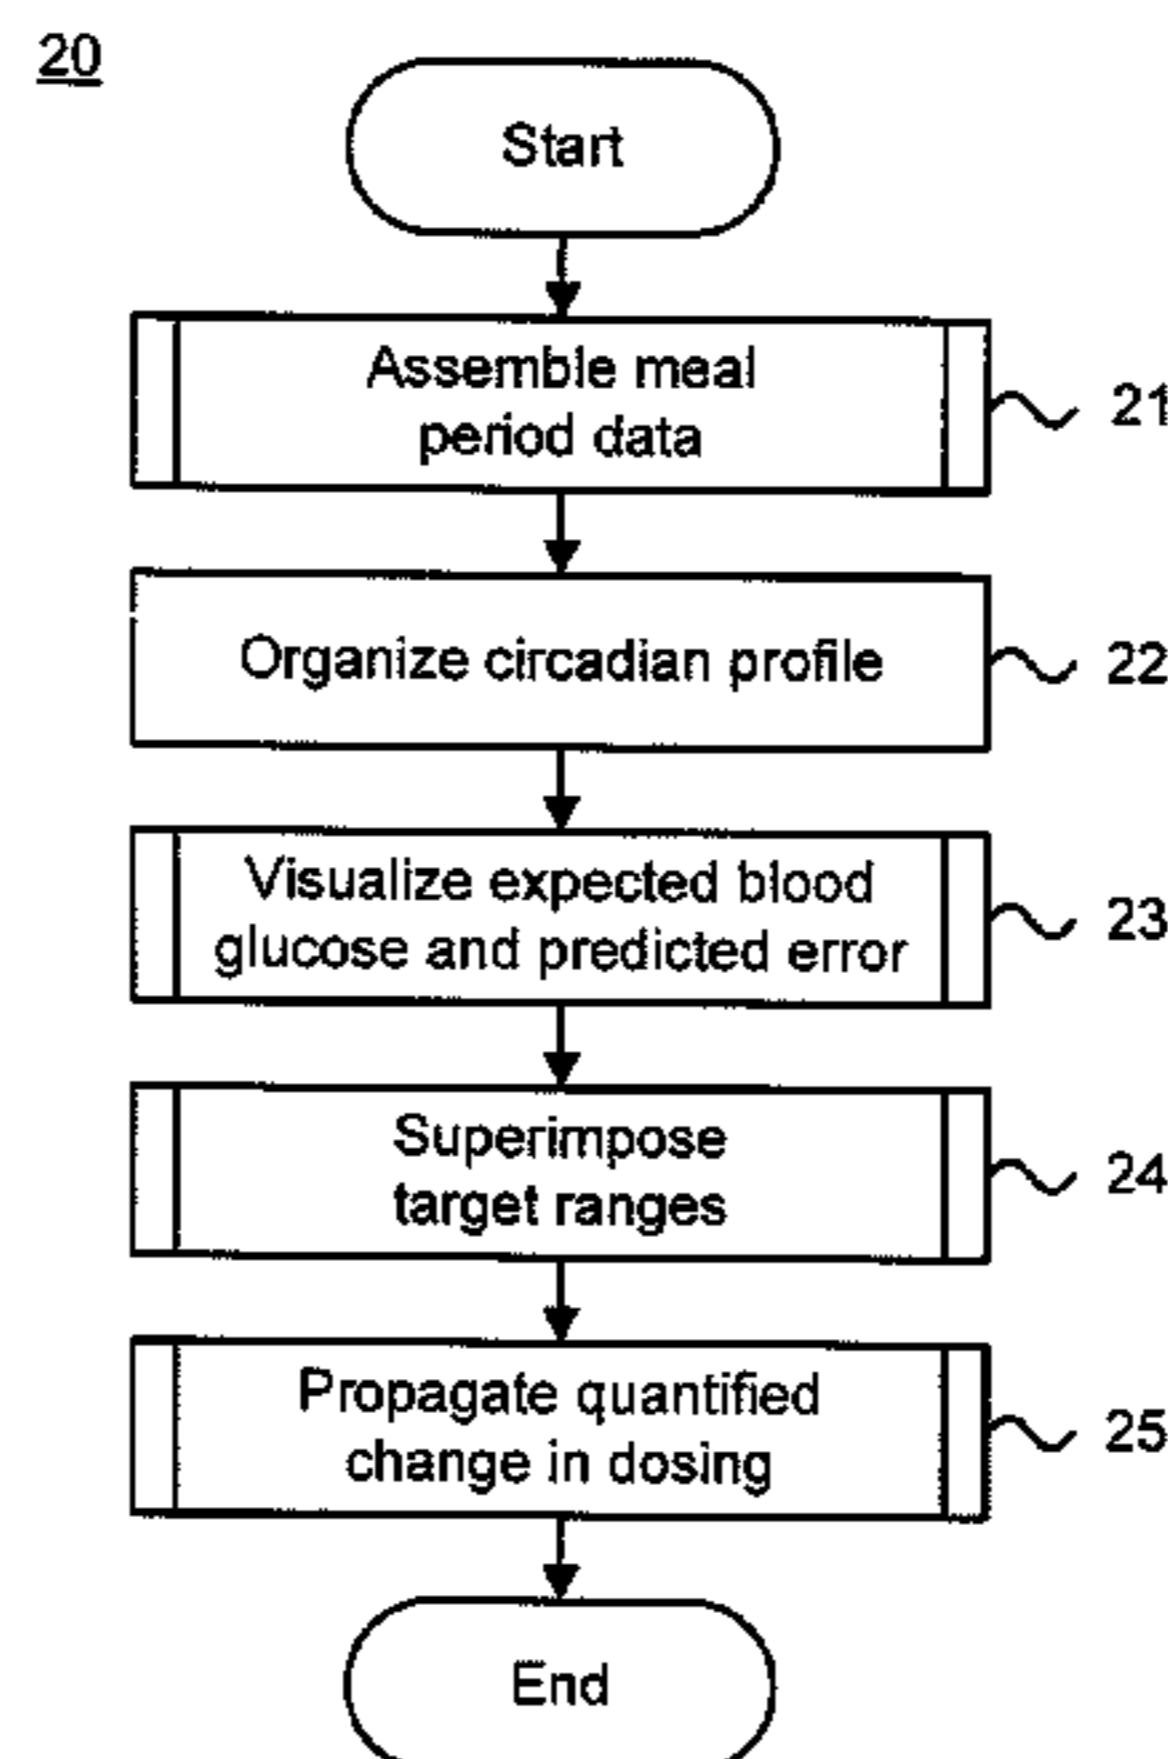 20
Start
Assemble meal
period data
21
Organize circadian profile
22
Visualize expected blood
glucose and predicted error
23
Superimpose
target ranges
24
Propagate quantified
change in dosing
25
End